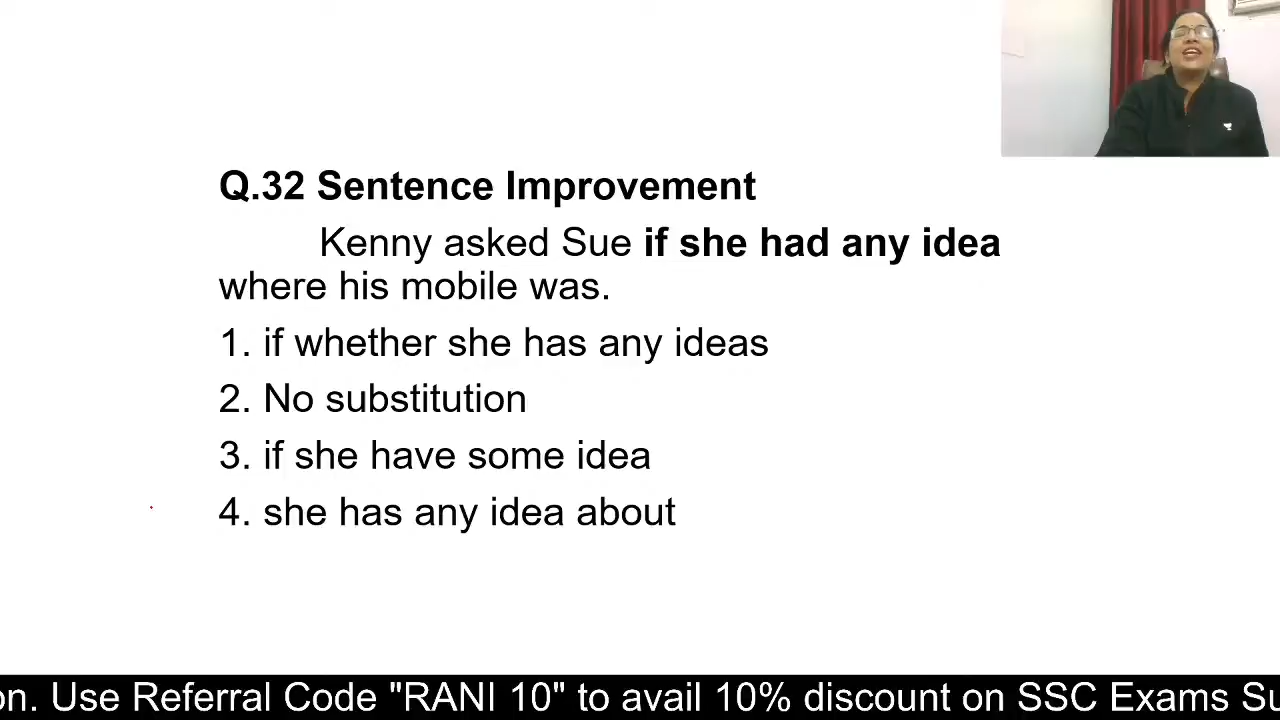 Q.32 Sentence Improvement
Kenny asked Sue if she had any idea
where his mobile was.
1. if whether she has any ideas
2. No substitution
3. if she have some idea
4. she has any idea about
on. Use Referral Code "RANI 10" to avail 10% discount on SSC Exams Su